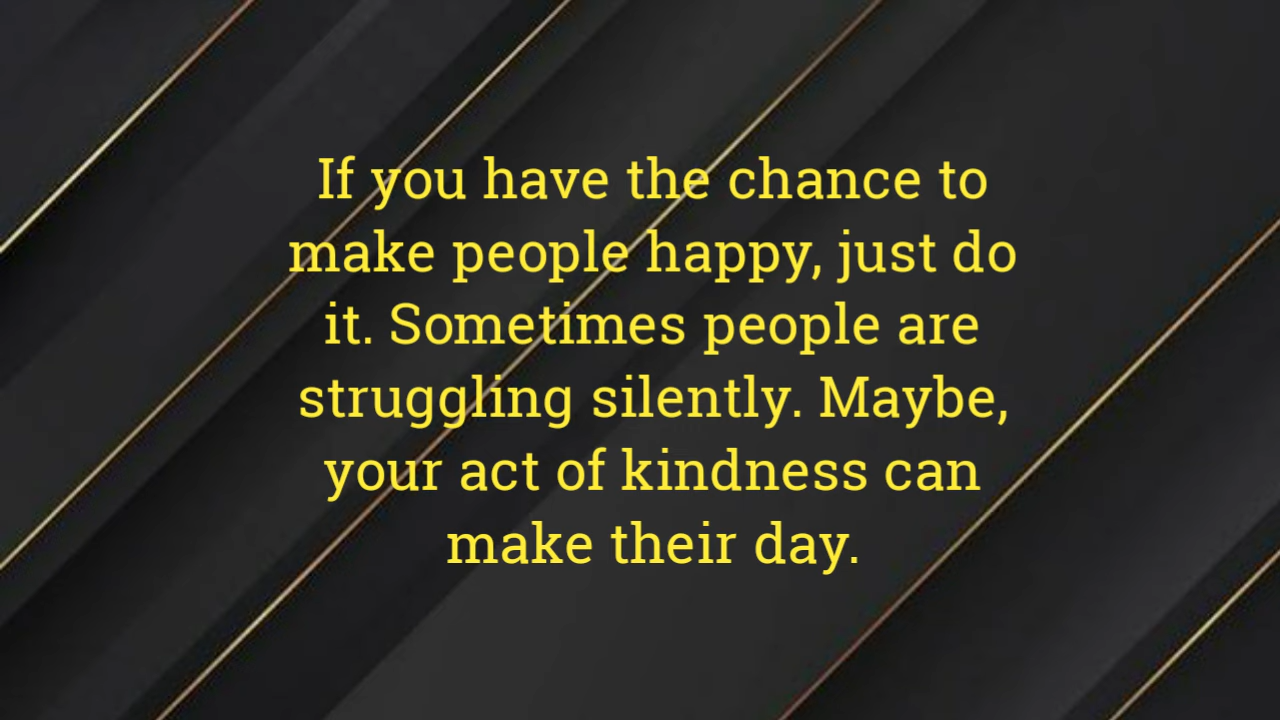 If you have the chance to
make people happy, just do
it. Sometimes people are
struggling silently. Maybe,
your act of kindness can
make their day.